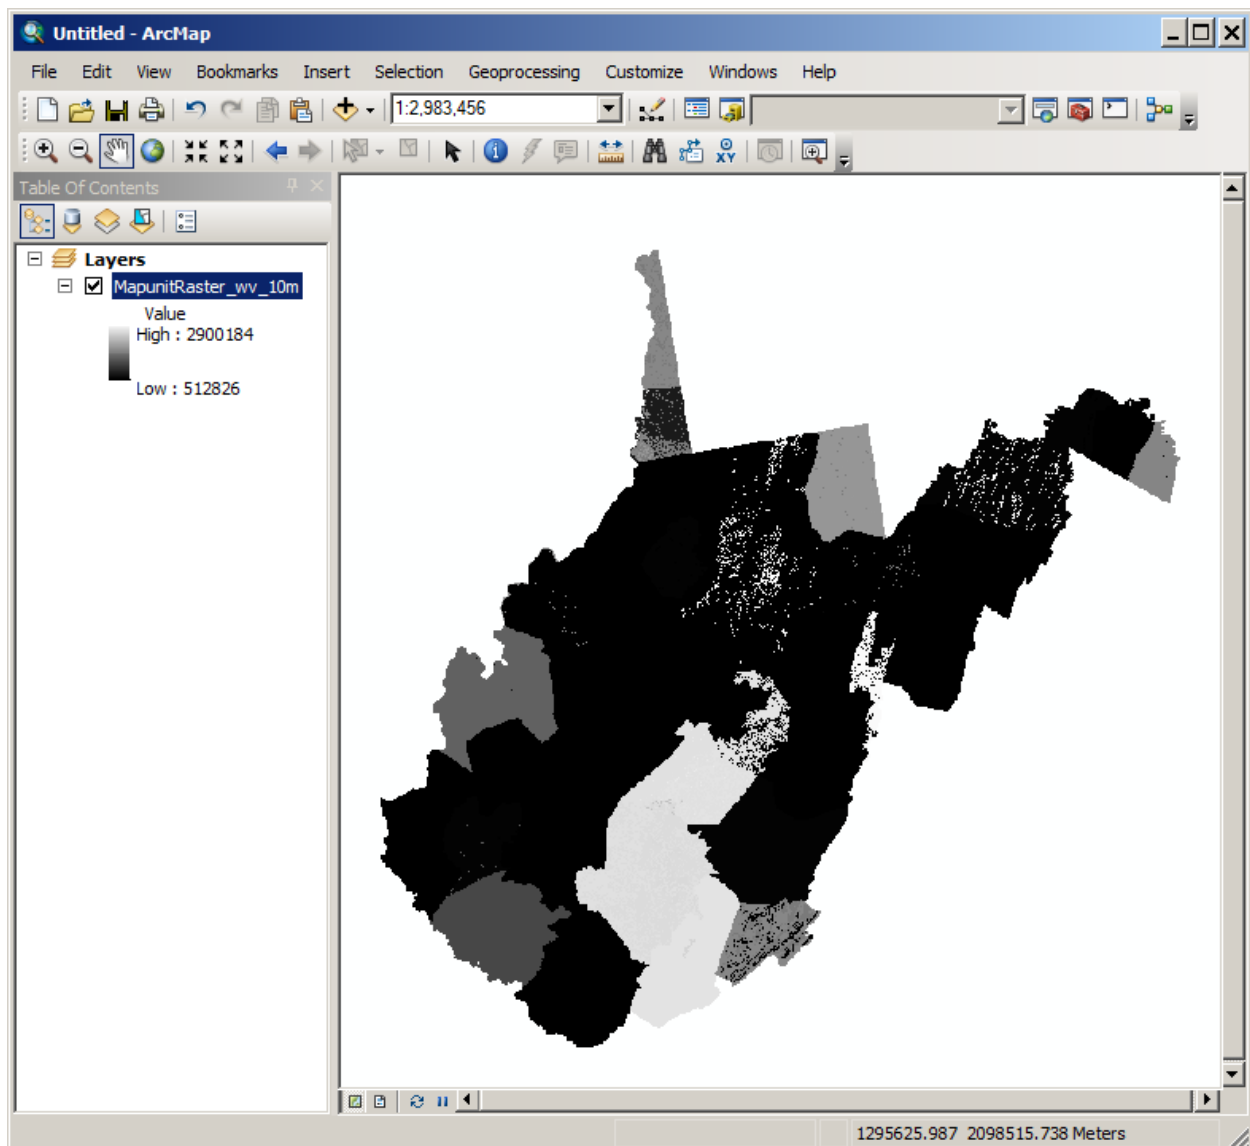 Untitled - ArcMap
File Edit View Bookmarks Insert Selection Geoprocessing Customize Windows Help
1:2,983,456
XY
Table Of Contents
Layers
MapunitRaster_wv_10m
Value
High : 2900184
Low : 512826
1295625.987 2098515.738 Meters